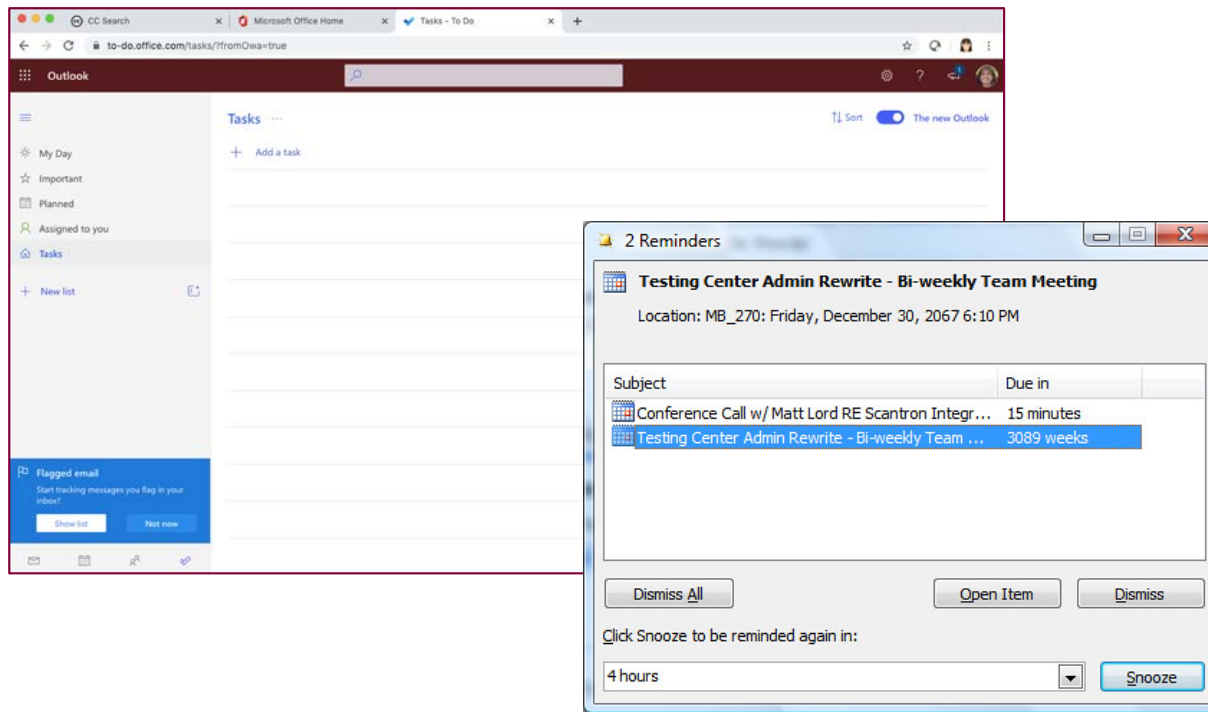 CC Search
Microsoft Office Home
Tasks - To Do
to-do.office.com/tasks/?fromOwa=true
Outlook
Tasks ...
Sort The new Outlook
My Day
+ Add a task
Important
Planned
Assigned to you
Tasks
+ New list
Flagged email
Start tracking messages you flag in your
inbox?
Show list Not now
2 Reminders
Testing Center Admin Rewrite - Bi-weekly Team Meeting
Location: MB_270: Friday, December 30, 2067 6:10 PM
Subject Due in
Conference Call w/ Matt Lord RE Scantron Integr... 15 minutes
Testing Center Admin Rewrite - Bi-weekly Team ... 3089 weeks
Dismiss All Open Item Dismiss
Click Snooze to be reminded again in:
4 hours Snooze